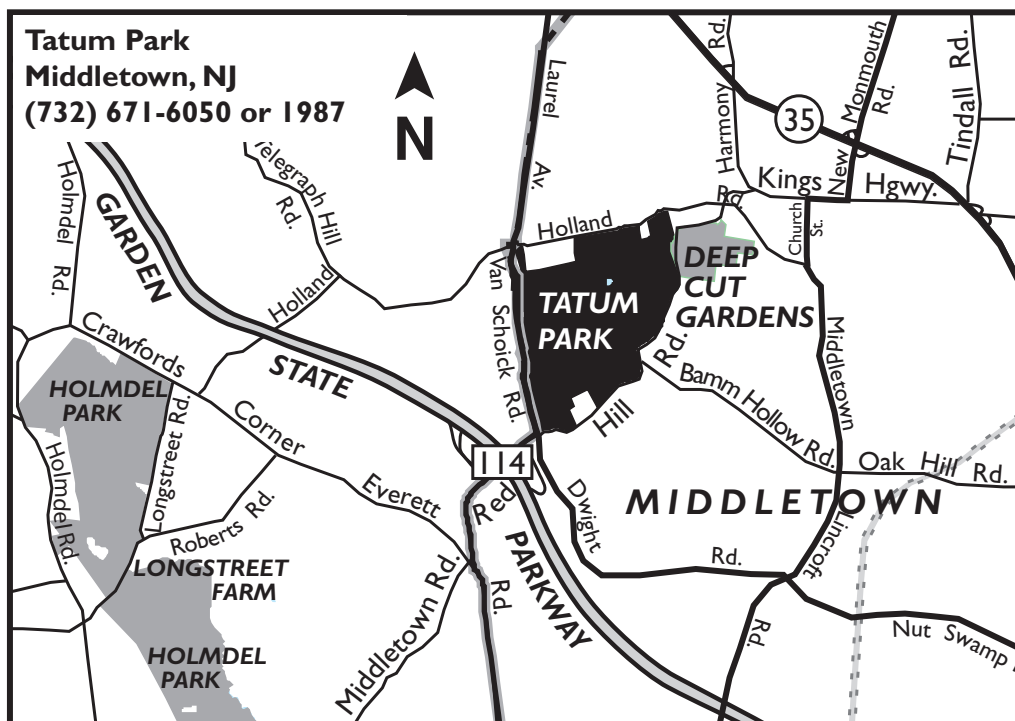 Tatum Park
Middletown, NJ
(732) 671-6050 or 1987
N
Laurel
Av.
Harmony
Rd.
35
New
Monmouth
Rd.
Tindall Rd.
Kings
Hgwy.
Church
St.
Holland
Rd.
Telegraph Hill
Rd.
Holland
Holmdel
Rd.
GARDEN
STATE
PARKWAY
Van
Schoick
Rd.
TATUM
PARK
DEEP
CUT
GARDENS
Crawfords
Corner
Everett
Rd.
HOLMDEL
PARK
Longstreet Rd.
Holmdel Rd.
Roberts Rd.
LONGSTREET
FARM
HOLMDEL
PARK
Middletown Rd.
114
Red
Hill
Rd.
Bamm Hollow Rd.
Middletown
Lincroft
Rd.
Oak Hill Rd.
MIDDLETOWN
Dwight
Rd.
Nut Swamp